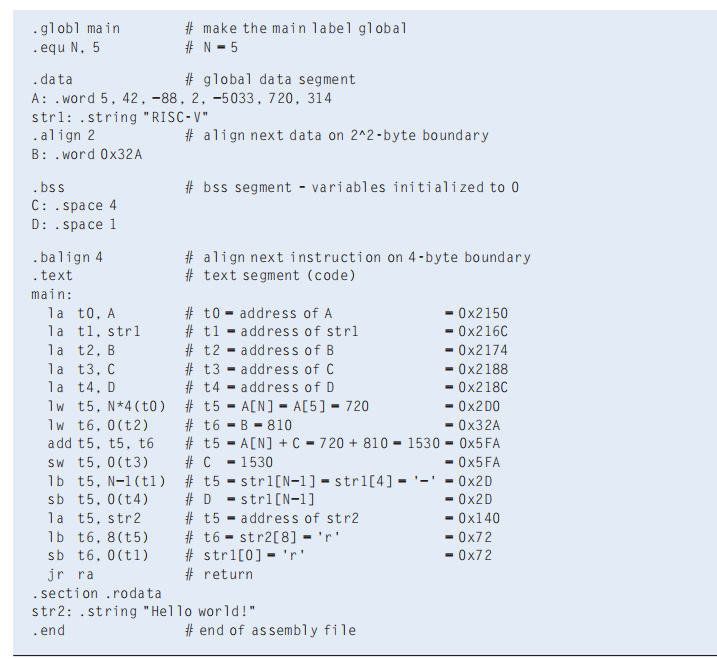 .globl main # make the main label global
.equ N, 5 # N = 5
.data # global data segment
A: .word 5, 42, −88, 2, −5033, 720, 314
str1: .string "RISC-V"
.align 2 # align next data on 2^2-byte boundary
B: .word 0x32A
.bss # bss segment - variables initialized to 0
C: .space 4
D: .space 1
.balign 4 # align next instruction on 4-byte boundary
.text # text segment (code)
main:
la t0, A # t0 = address of A = 0x2150
la t1, str1 # t1 = address of str1 = 0x216C
la t2, B # t2 = address of B = 0x2174
la t3, C # t3 = address of C = 0x2188
la t4, D # t4 = address of D = 0x218C
lw t5, N*4(t0) # t5 = A[N] = A[5] = 720 = 0x2D0
lw t6, 0(t2) # t6 = B = 810 = 0x32A
add t5, t5, t6 # t5 = A[N] + C = 720 + 810 = 1530 = 0x5FA
sw t5, 0(t3) # C = 1530 = 0x5FA
lb t5, N−1(t1) # t5 = str1[N−1] = str1[4] = '−' = 0x2D
sb t5, 0(t4) # D = str1[N−1] = 0x2D
la t5, str2 # t5 = address of str2 = 0x140
lb t6, 8(t5) # t6 = str2[8] = 'r' = 0x72
sb t6, 0(t1) # str1[0] = 'r' = 0x72
jr ra # return
.section .rodata
str2: .string "Hello world!"
.end # end of assembly file